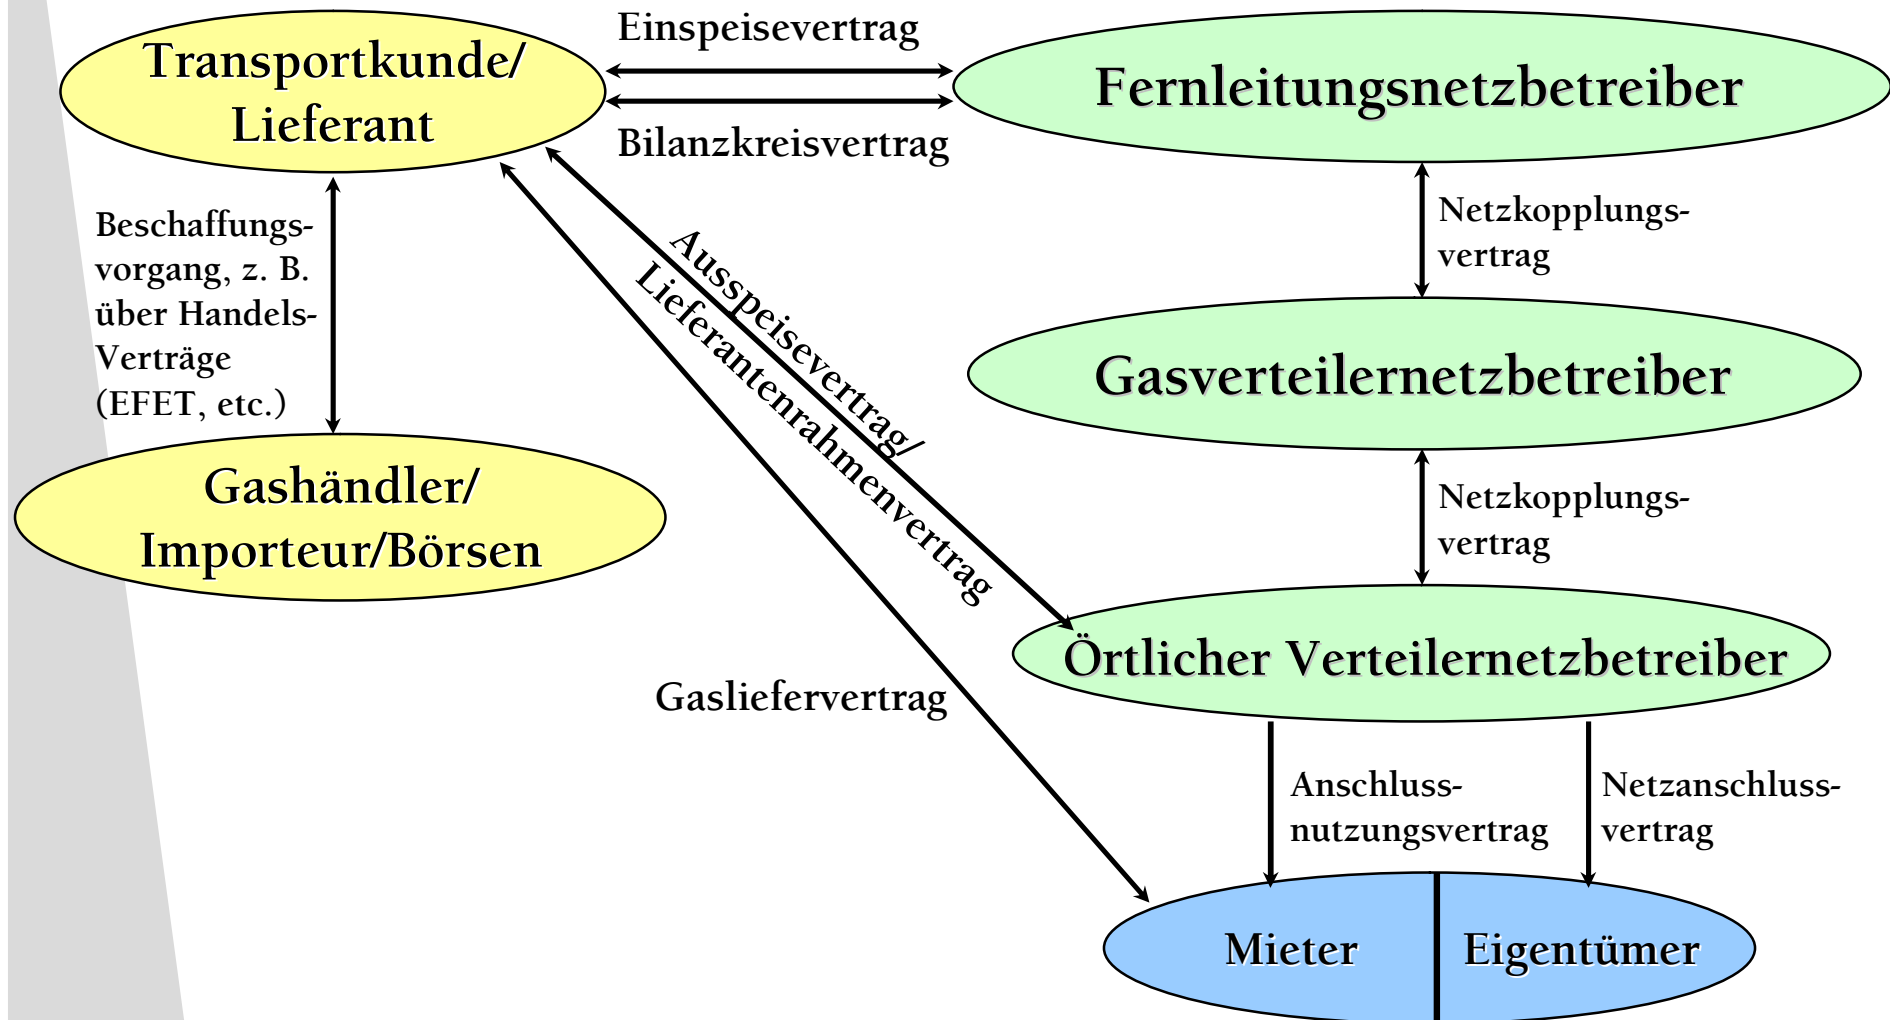 Transportkunde/
Lieferant
Einspeisevertrag
Bilanzkreisvertrag
Fernleitungsnetzbetreiber
Beschaffungs-
vorgang, z. B.
über Handels-
Verträge
(EFET, etc.)
Netzkopplungs-
vertrag
Ausspeisevertrag/
Lieferantenrahmenvertrag
Gasverteilernetzbetreiber
Gashändler/
Importeur/Börsen
Netzkopplungs-
vertrag
Örtlicher Verteilernetzbetreiber
Gasliefervertrag
Anschluss-
nutzungsvertrag
Netzanschluss-
vertrag
Mieter
Eigentümer